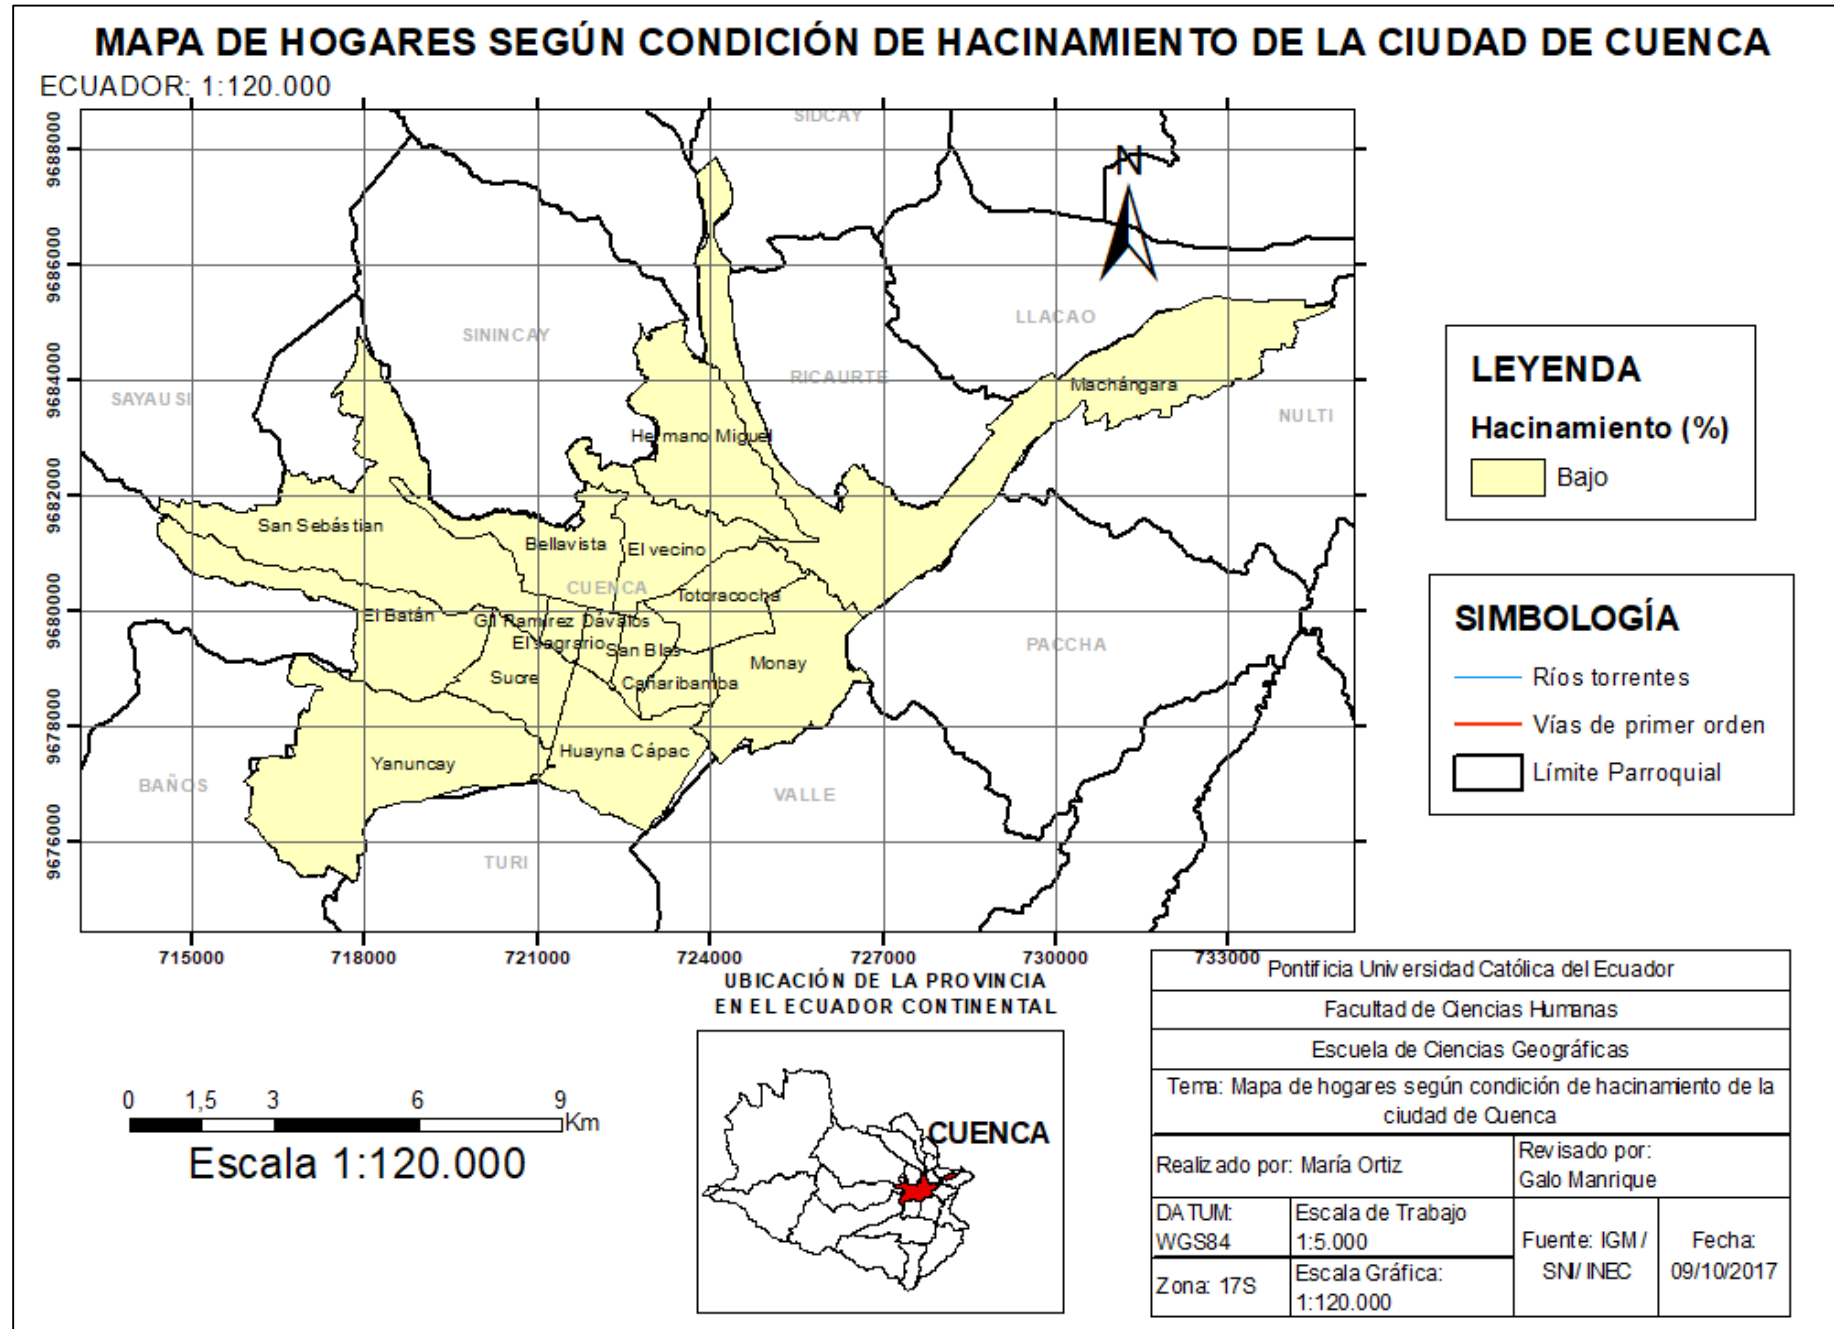 MAPA DE HOGARES SEGÚN CONDICIÓN DE HACINAMIENTO DE LA CIUDAD DE CUENCA
ECUADOR: 1:120.000
9688000
9686000
9684000
9682000
9680000
9678000
9676000
SIDCAY
N
SININCAY
LLACAO
RICAURTE
SAYAUSI
Machángara
NULTI
Hermano Miguel
San Sebástian
Bellavista
El vecino
CUENCA
Totoracocha
El Batán
Gil Ramírez Dávalos
El sagrario
San Blas
PACCHA
Sucre
Cañaribamba
Monay
Yanuncay
Huayna Cápac
BAÑOS
VALLE
TURI
715000
718000
721000
724000
727000
730000
733000
LEYENDA
Hacinamiento (%)
Bajo
SIMBOLOGÍA
Ríos torrentes
Vías de primer orden
Límite Parroquial
UBICACIÓN DE LA PROVINCIA
EN EL ECUADOR CONTINENTAL
CUENCA
0 1,5 3 6 9
Km
Escala 1:120.000
Pontificia Universidad Católica del Ecuador
Facultad de Ciencias Humanas
Escuela de Ciencias Geográficas
Tema: Mapa de hogares según condición de hacinamiento de la
ciudad de Cuenca
Realizado por: María Ortiz
Revisado por:
Galo Manrique
DATUM:
WGS84
Escala de Trabajo
1:5.000
Fuente: IGM/
SNI/ INEC
Fecha:
09/10/2017
Zona: 17S
Escala Gráfica:
1:120.000